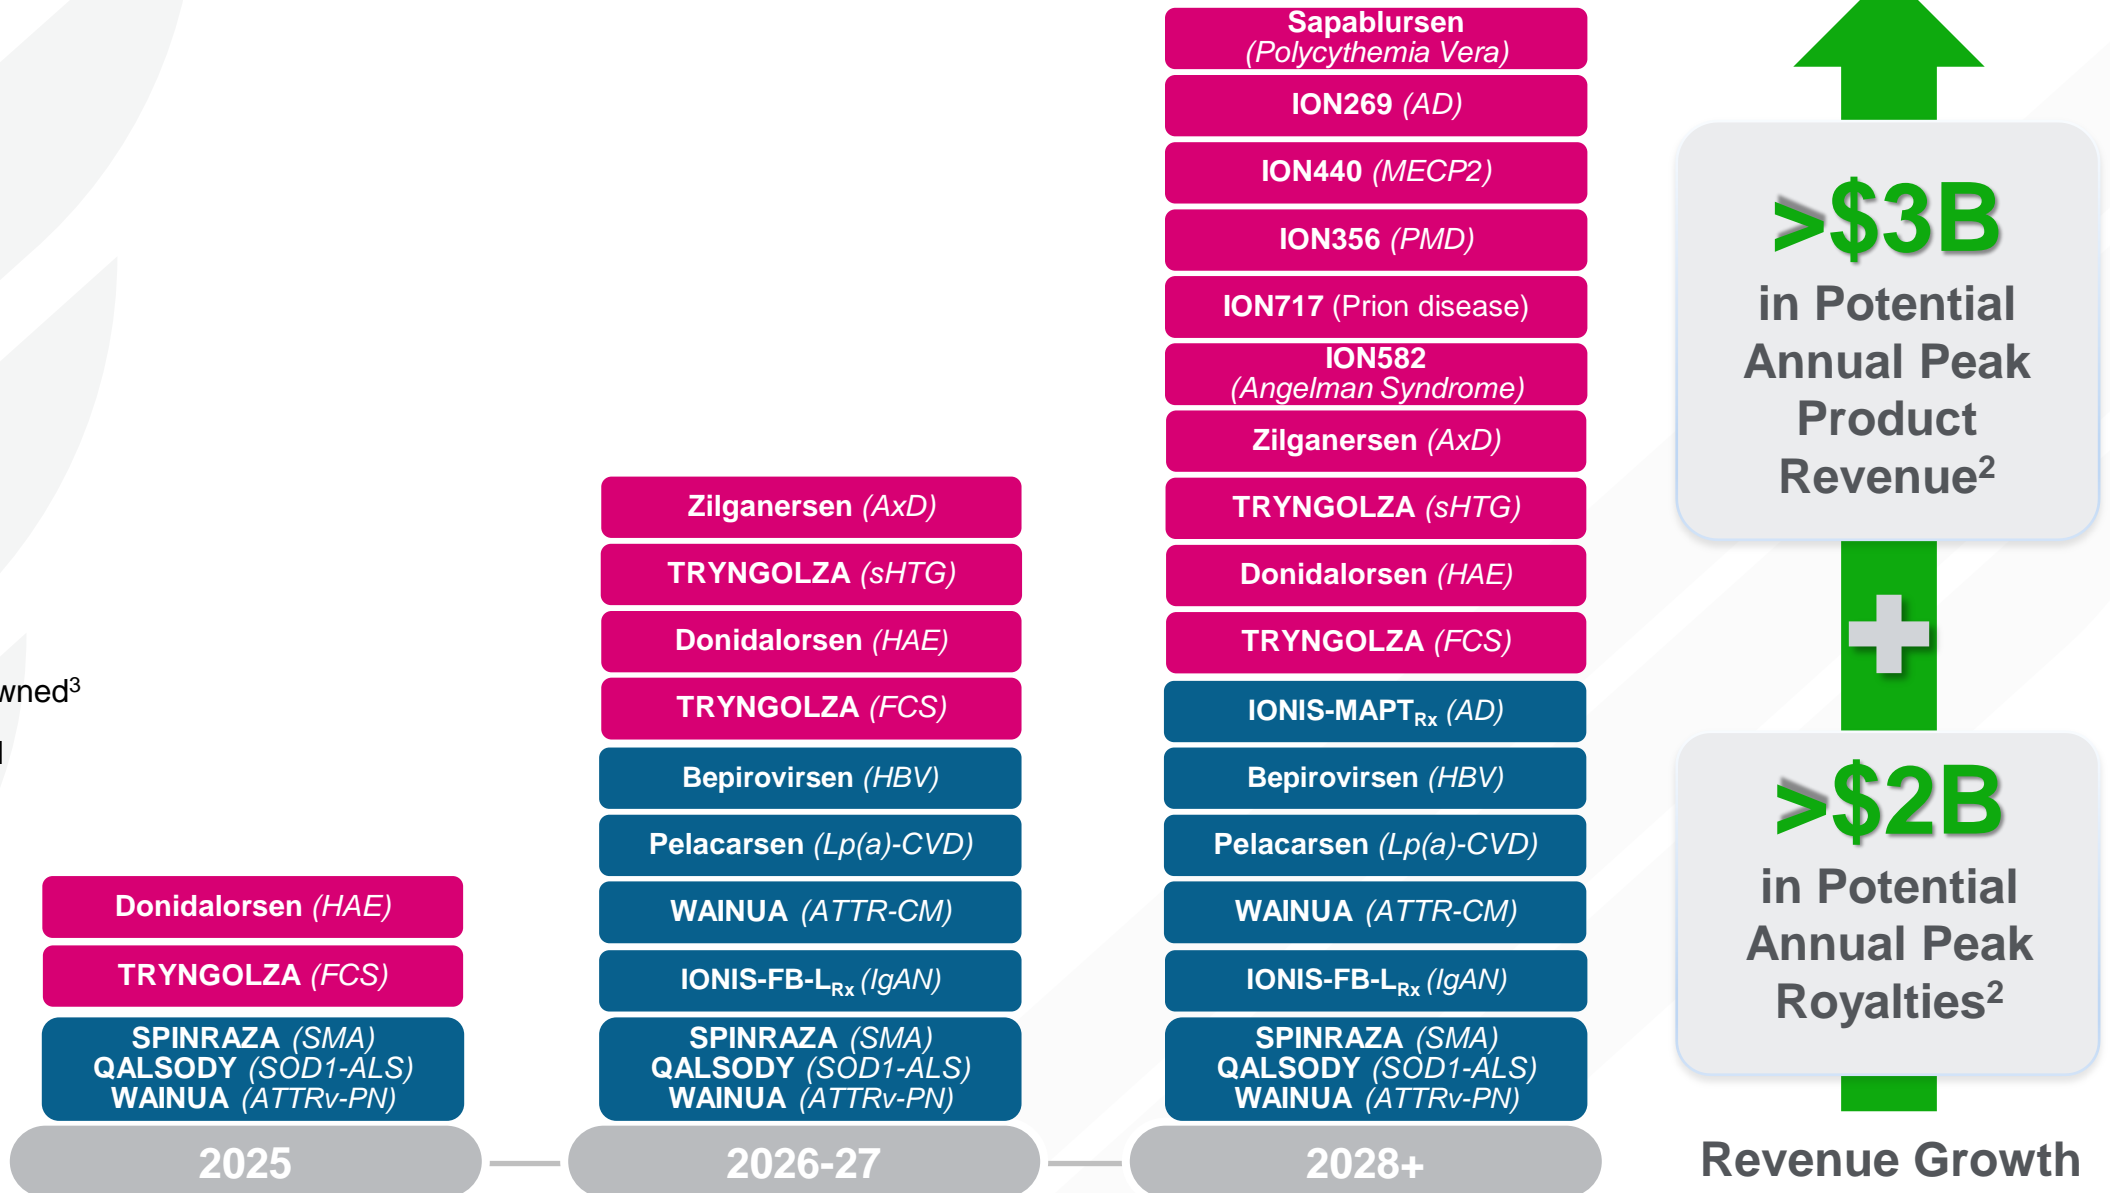 Sapablursen
(Polycythemia Vera)
ION269 (AD)
ION440 (MECP2)
ION356 (PMD)
ION717 (Prion disease)
ION582
(Angelman Syndrome)
Zilganersen (AxD)
TRYNGOLZA (sHTG)
Donidalorsen (HAE)
TRYNGOLZA (FCS)
IONIS-MAPTRx (AD)
Bepirovirsen (HBV)
Pelacarsen (Lp(a)-CVD)
WAINUA (ATTR-CM)
IONIS-FB-LRx (IgAN)
SPINRAZA (SMA)
QALSODY (SOD1-ALS)
WAINUA (ATTRv-PN)
2028+
Zilganersen (AxD)
TRYNGOLZA (sHTG)
Donidalorsen (HAE)
TRYNGOLZA (FCS)
Bepirovirsen (HBV)
Pelacarsen (Lp(a)-CVD)
WAINUA (ATTR-CM)
IONIS-FB-LRx (IgAN)
SPINRAZA (SMA)
QALSODY (SOD1-ALS)
WAINUA (ATTRv-PN)
2026-27
wned3
Donidalorsen (HAE)
TRYNGOLZA (FCS)
SPINRAZA (SMA)
QALSODY (SOD1-ALS)
WAINUA (ATTRv-PN)
2025
>$3B
in Potential
Annual Peak
Product
Revenue2
+
>$2B
in Potential
Annual Peak
Royalties2
Revenue Growth